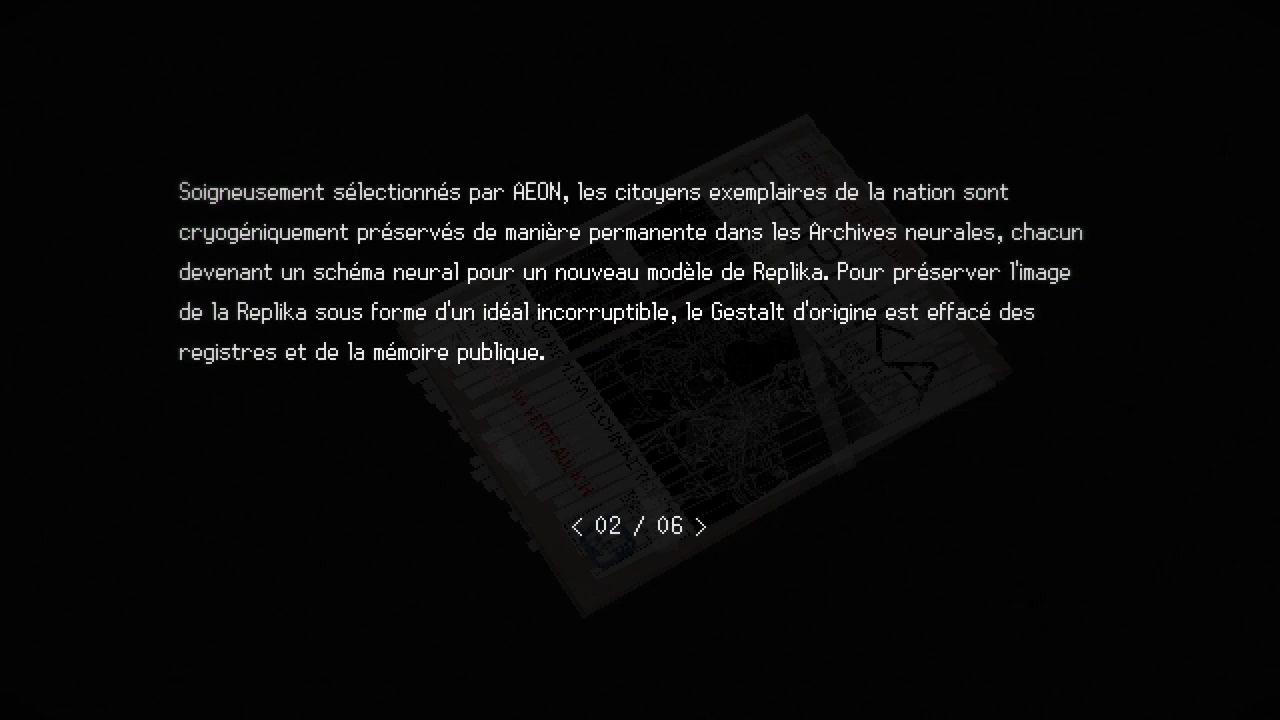 Soigneusement sélectionnés par AEON, les citoyens exemplaires de la nation sont
cryogéniquement préservés de manière permanente dans les Archives neurales, chacun
devenant un schéma neural pour un nouveau modèle de Replika. Pour préserver l'image
de la Replika sous forme d'un idéal incorruptible, le Gestalt d'origine est effacé des
registres et de la mémoire publique.
< 02 / 06 >